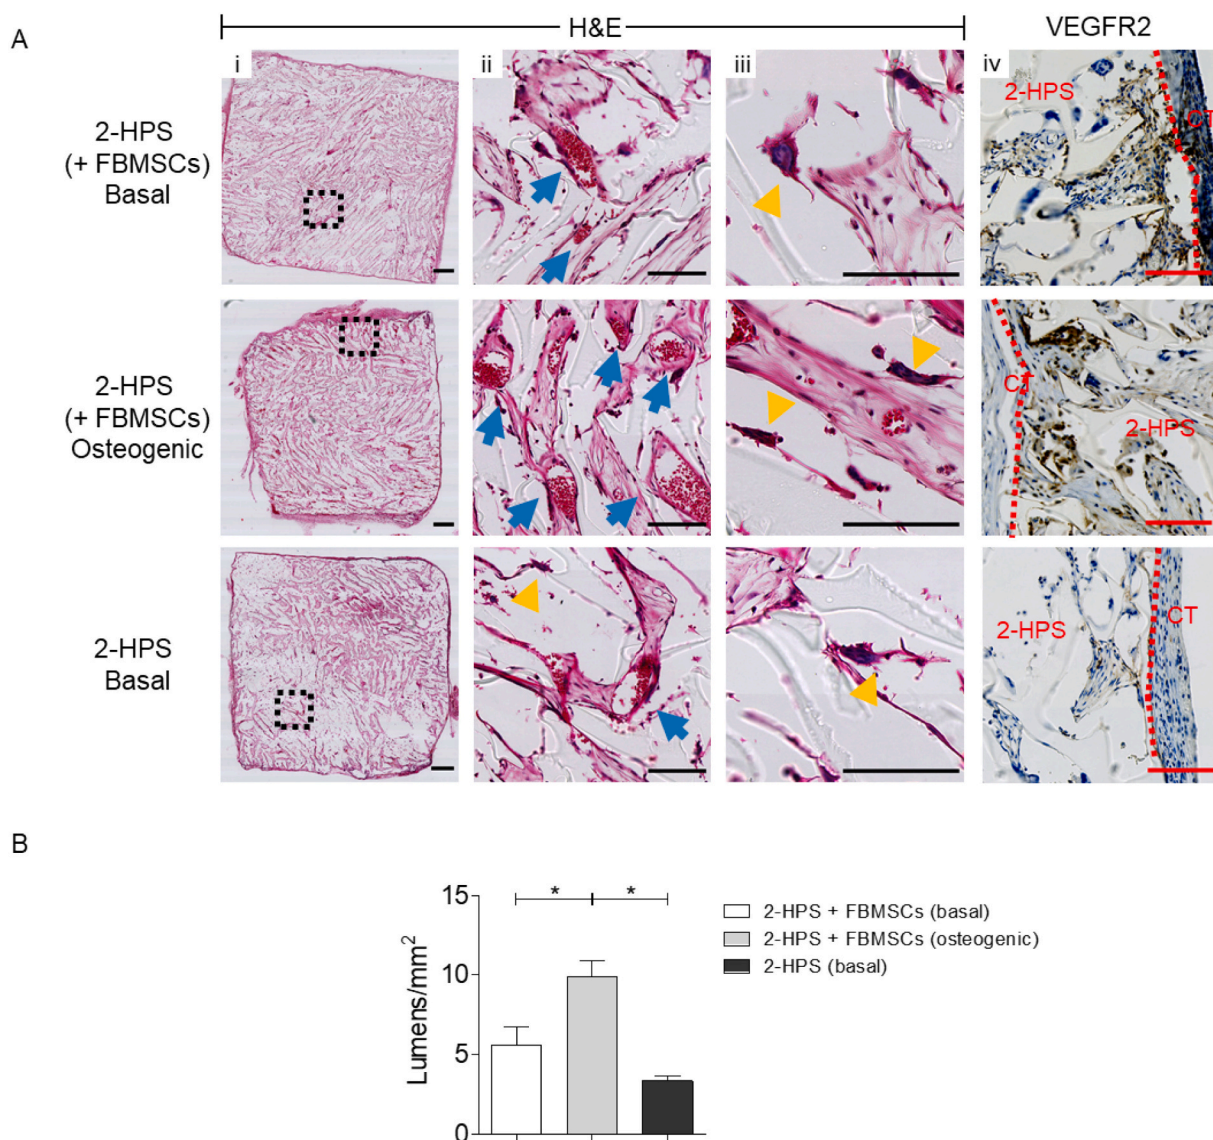 A
H&E
VEGFR2
i
ii
iii
iv
2-HPS
(+ FBMSCs)
Basal
2-HPS
CT
2-HPS
(+ FBMSCs)
Osteogenic
CT
2-HPS
2-HPS
Basal
2-HPS
CT
B
Lumens/mm²
15
10
5
0
* *
2-HPS + FBMSCs (basal)
2-HPS + FBMSCs (osteogenic)
2-HPS (basal)